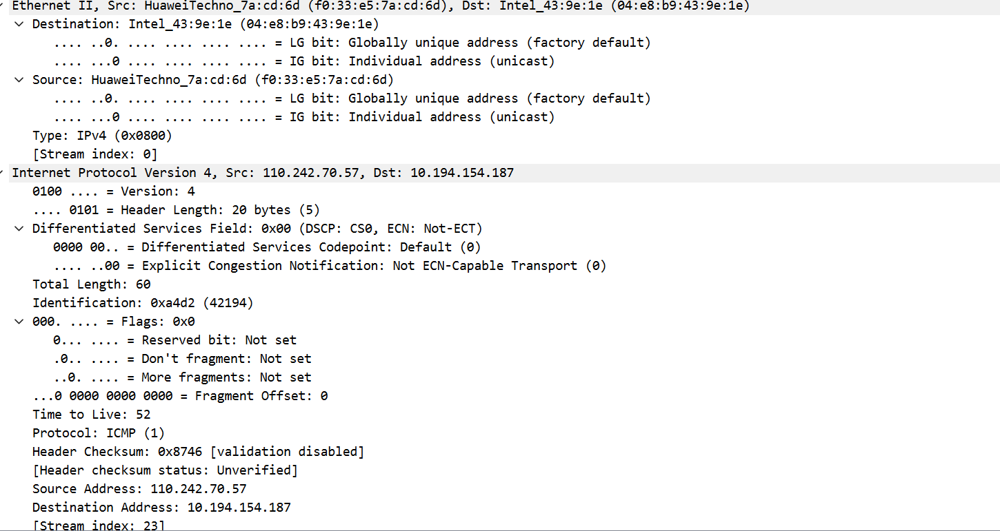 Ethernet II, Src: HuaweiTechno_7a:cd:6d (f0:33:e5:7a:cd:6d), Dst: Intel_43:9e:1e (04:e8:b9:43:9e:1e)
Destination: Intel_43:9e:1e (04:e8:b9:43:9e:1e)
.... ..0. .... .... .... .... = LG bit: Globally unique address (factory default)
.... ...0 .... .... .... .... = IG bit: Individual address (unicast)
Source: HuaweiTechno_7a:cd:6d (f0:33:e5:7a:cd:6d)
.... ..0. .... .... .... .... = LG bit: Globally unique address (factory default)
.... ...0 .... .... .... .... = IG bit: Individual address (unicast)
Type: IPv4 (0x0800)
[Stream index: 0]
Internet Protocol Version 4, Src: 110.242.70.57, Dst: 10.194.154.187
0100 .... = Version: 4
.... 0101 = Header Length: 20 bytes (5)
Differentiated Services Field: 0x00 (DSCP: CS0, ECN: Not-ECT)
0000 00.. = Differentiated Services Codepoint: Default (0)
.... ..00 = Explicit Congestion Notification: Not ECN-Capable Transport (0)
Total Length: 60
Identification: 0xa4d2 (42194)
000. .... = Flags: 0x0
0... .... = Reserved bit: Not set
.0.. .... = Don't fragment: Not set
..0. .... = More fragments: Not set
...0 0000 0000 0000 = Fragment Offset: 0
Time to Live: 52
Protocol: ICMP (1)
Header Checksum: 0x8746 [validation disabled]
[Header checksum status: Unverified]
Source Address: 110.242.70.57
Destination Address: 10.194.154.187
[Stream index: 23]